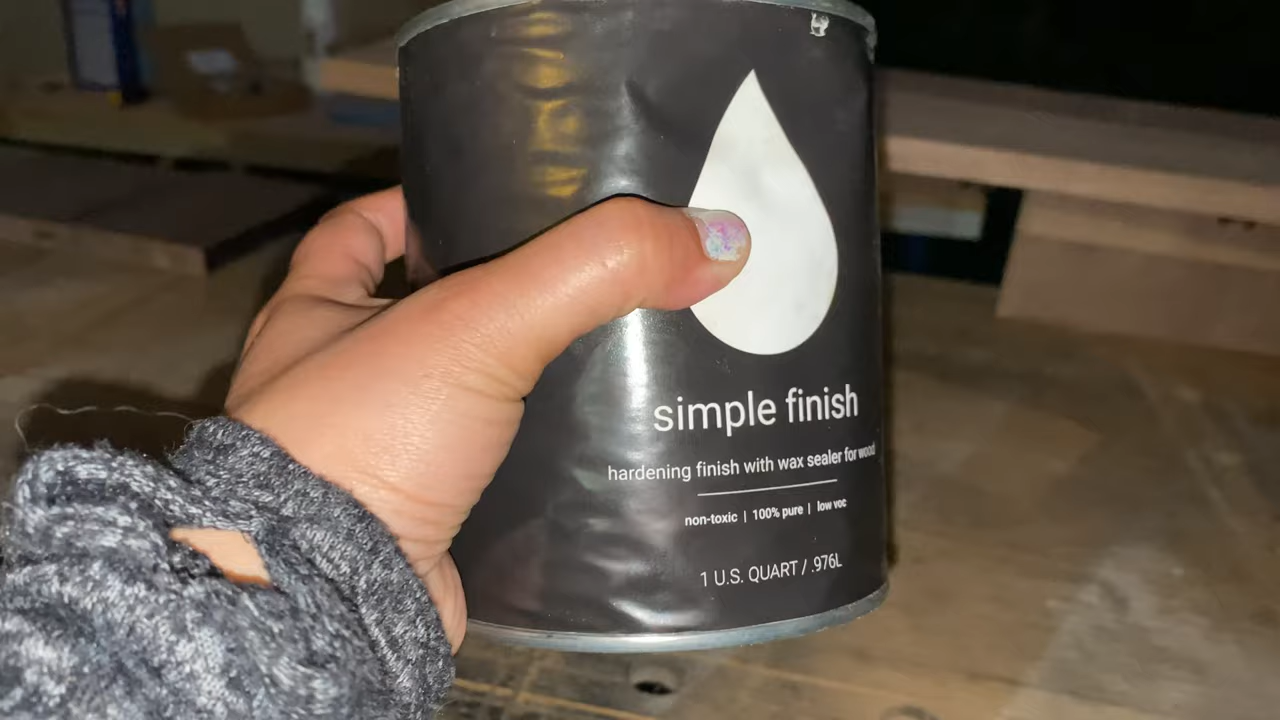 simple finish
hardening finish with wax sealer for wood
non-toxic | 100% pure | low voc
1 U.S. QUART / .976L